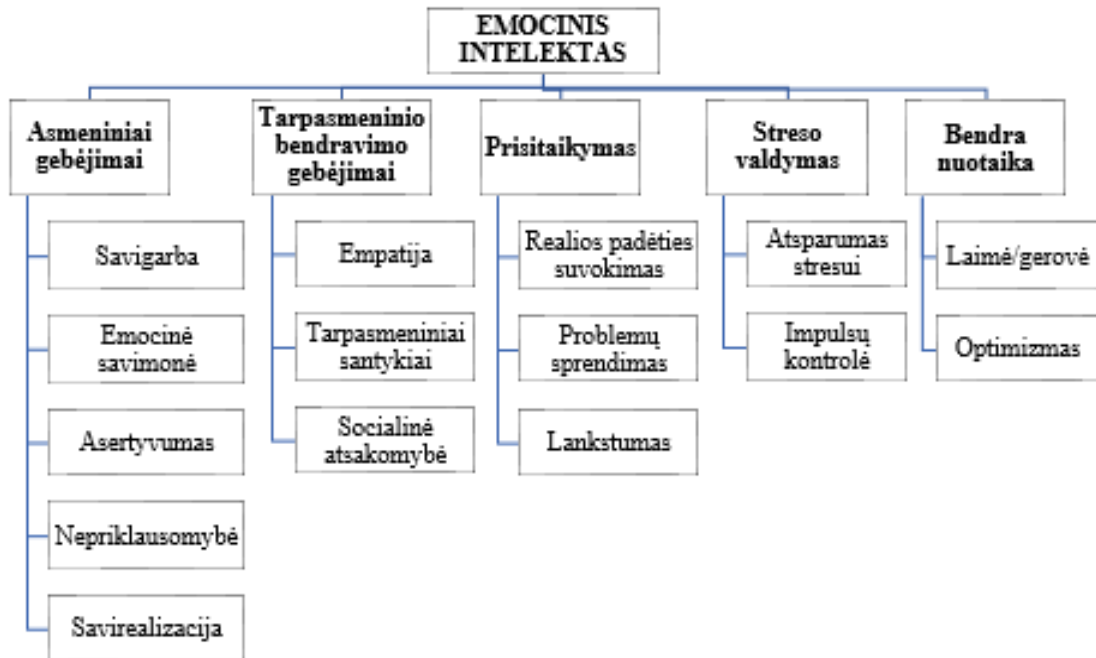 EMOCINIS
INTELEKTAS
Asmeniniai
gebėjimai
Savigarba
Emocinė
savimonė
Asertyvumas
Nepriklausomybė
Savirealizacija
Tarpasmeninio
bendravimo
gebėjimai
Empatija
Tarpasmeniniai
santykiai
Socialinė
atsakomybė
Prisitaikymas
Realios padėties
suvokimas
Problemų
sprendimas
Lankstumas
Streso
valdymas
Atsparumas
stresui
Impulsų
kontrolė
Bendra
nuotaika
Laimė/gerovė
Optimizmas